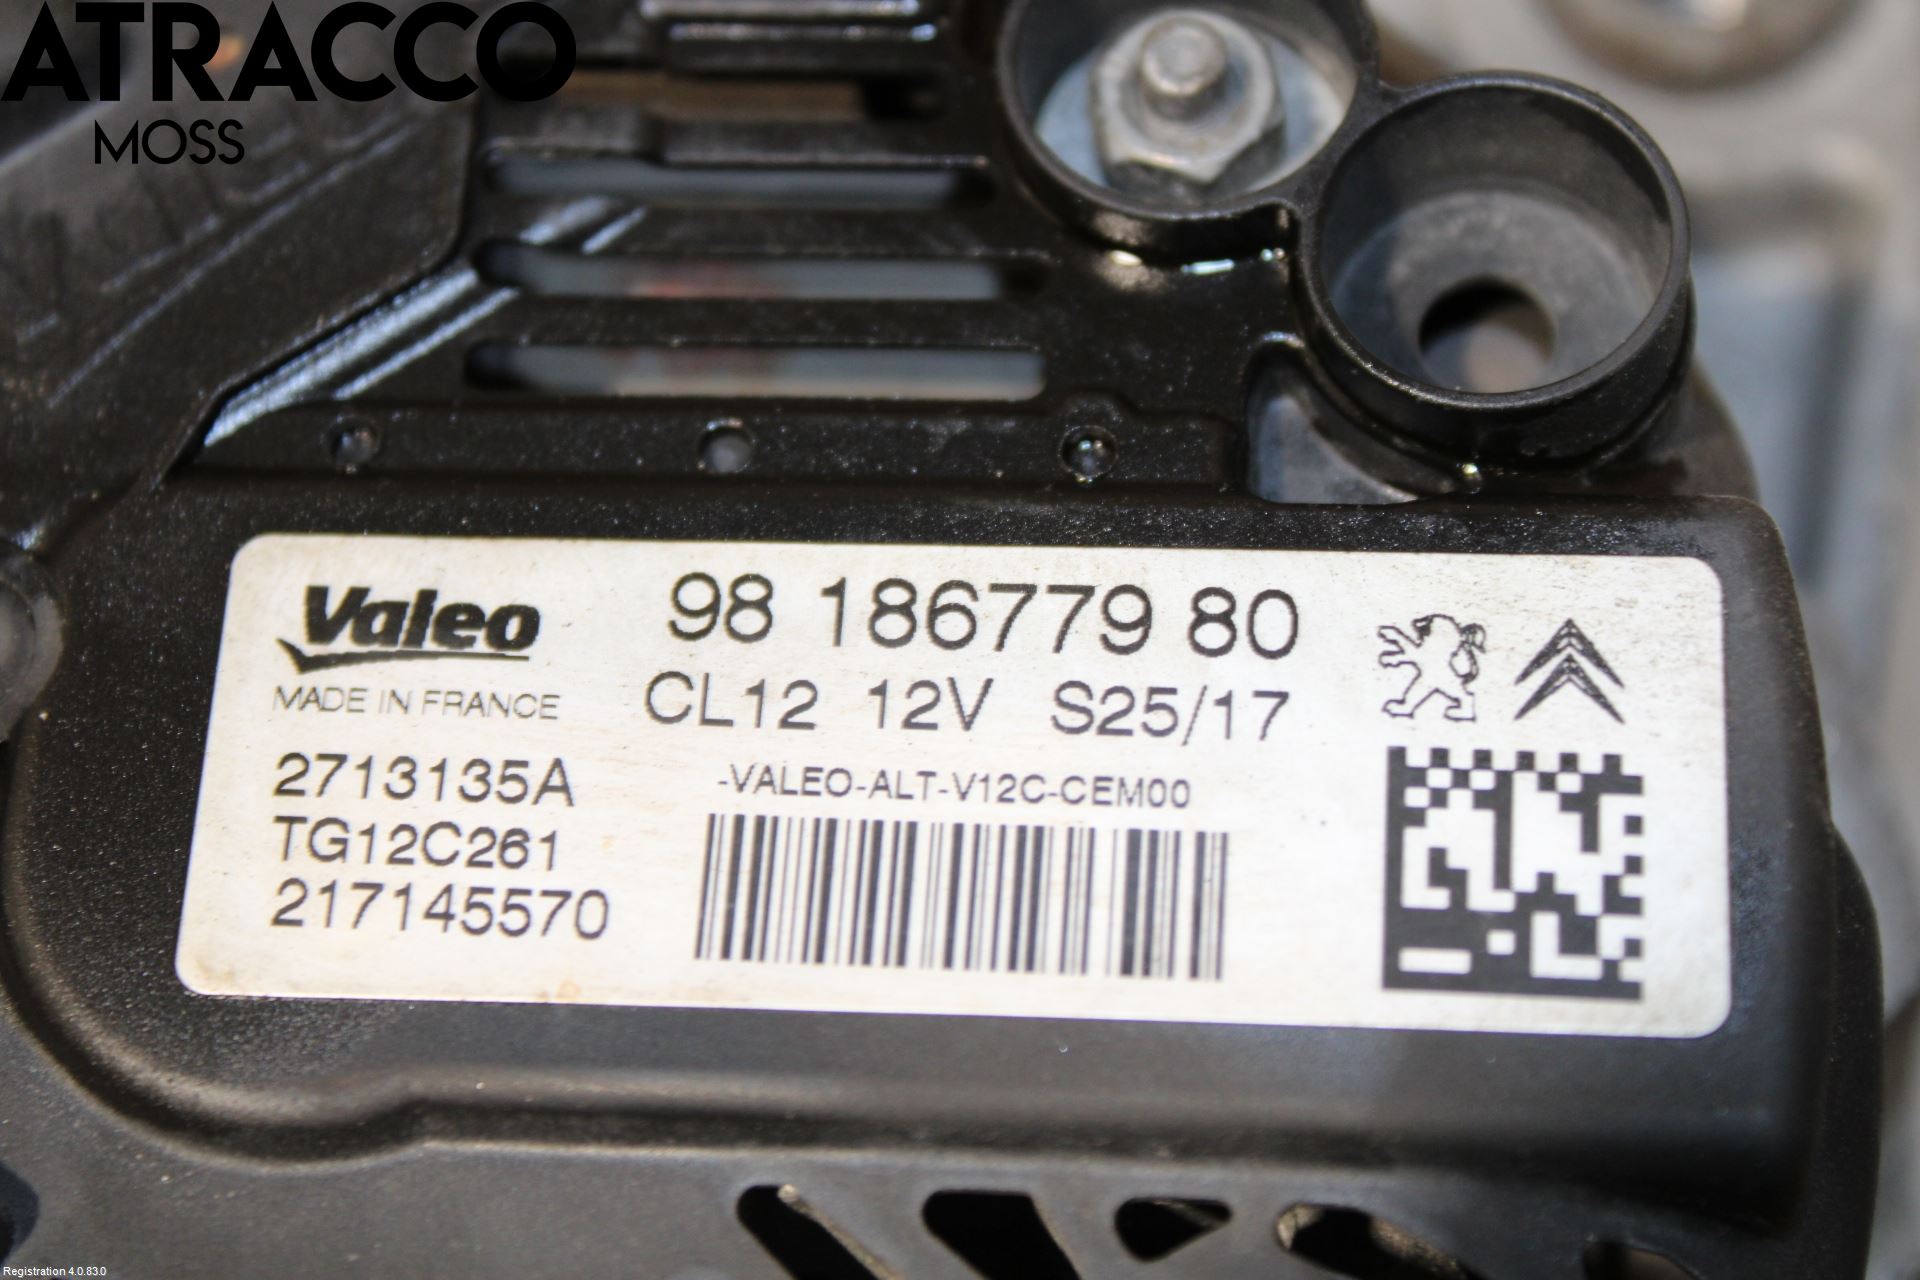 ATRACCO
MOSS
Valeo
MADE IN FRANCE
98 186779 80
CL12 12V S25/17
2713135A
TG12C261
217145570
-VALEO-ALT-V12C-CEM00
Registration 4.0.83.0